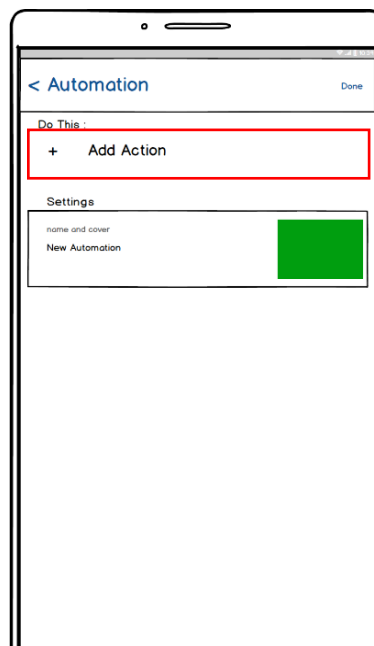 < Automation Done
Do This :
+ Add Action
Settings
name and cover
New Automation